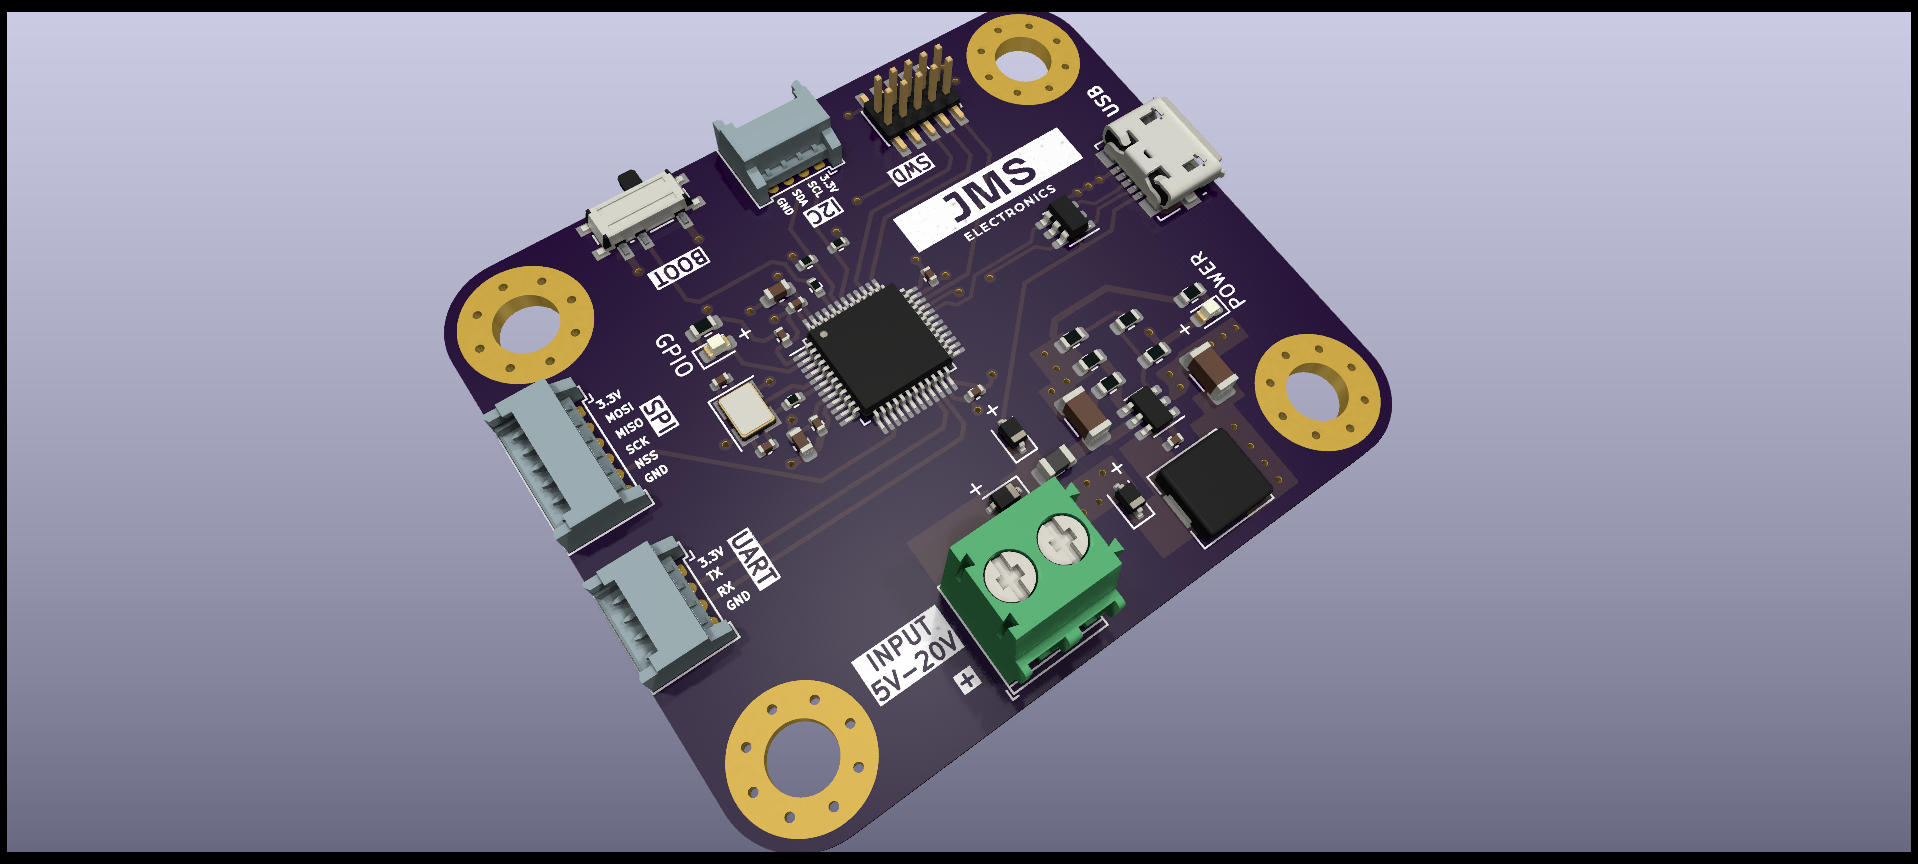 USB
SWD
JMS
ELECTRONICS
3.3V
SCL
SDA
GND
I2C
BOOT
POWER
+
GPIO
+
3.3V
MOSI
MISO
SCK
NSS
GND
SPI
+
+
+
3.3V
TX
RX
GND
UART
INPUT
5V-20V
+